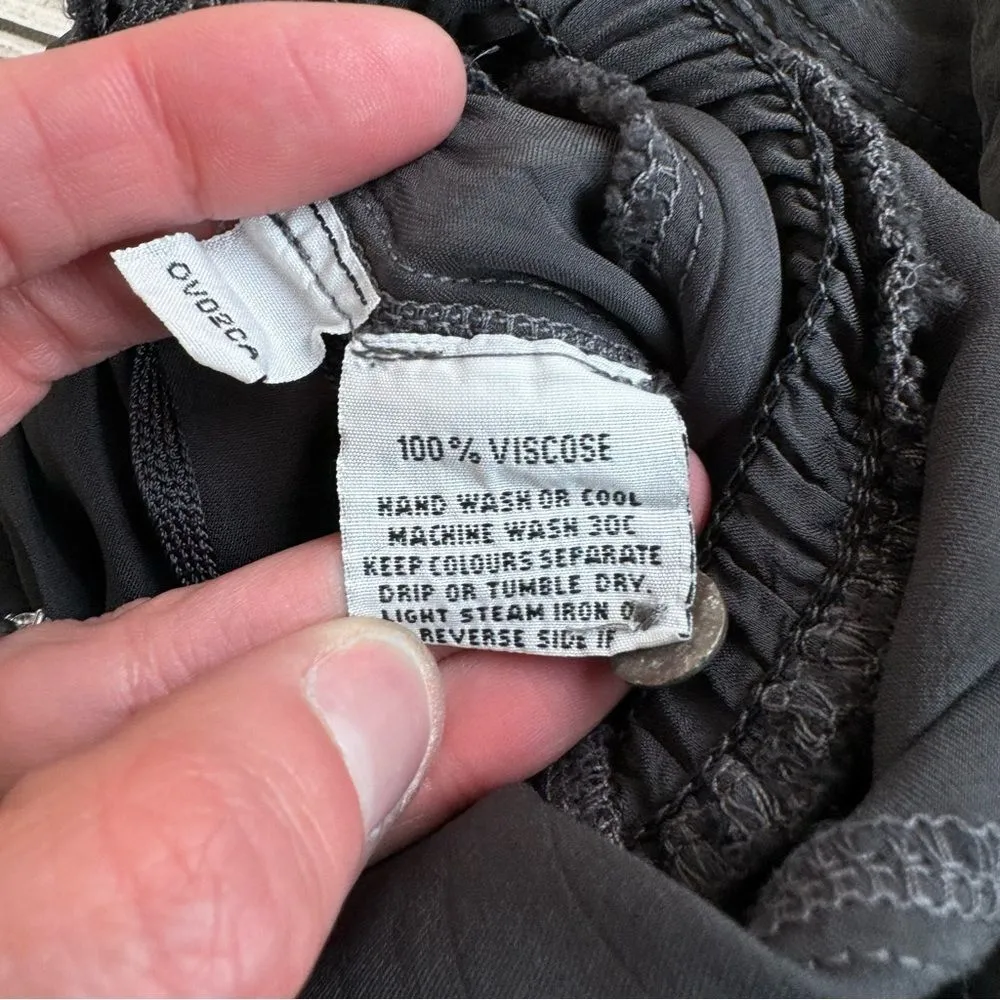 OVO2CA
100% VISCOSE
HAND WASH OR COOL
MACHINE WASH 30C
KEEP COLOURS SEPARATE
DRIP OR TUMBLE DRY.
LIGHT STEAM IRON
REVERSE SIDE IF